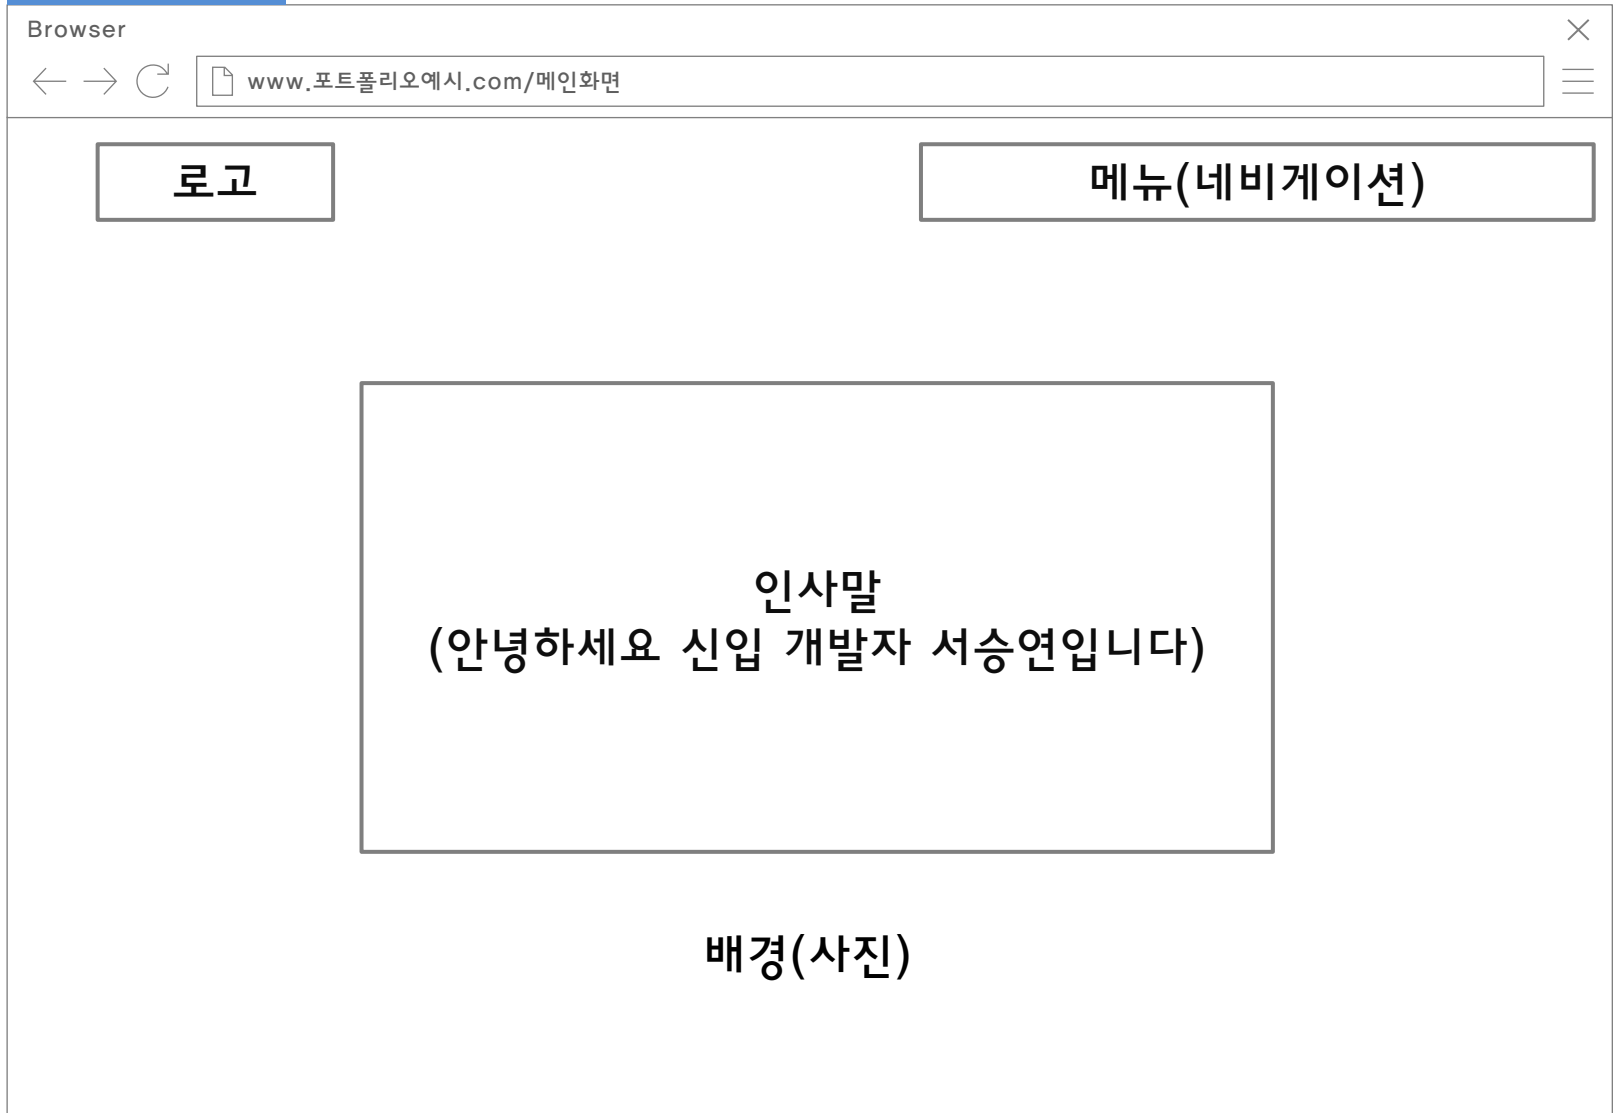 Browser
www.포트폴리오예시.com/메인화면
로고
메뉴(네비게이션)
인사말
(안녕하세요 신입 개발자 서승연입니다)
배경(사진)